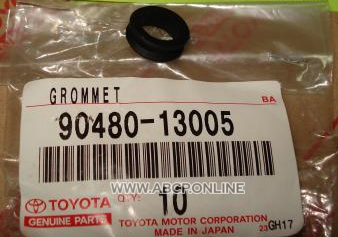 GROMMET
BA
90480-13005
WWW.ABCPONLINE
TOYOTA QTY: 10
GENUINE PARTS TOYOTA MOTOR CORPORATION
MADE IN JAPAN 23GH17